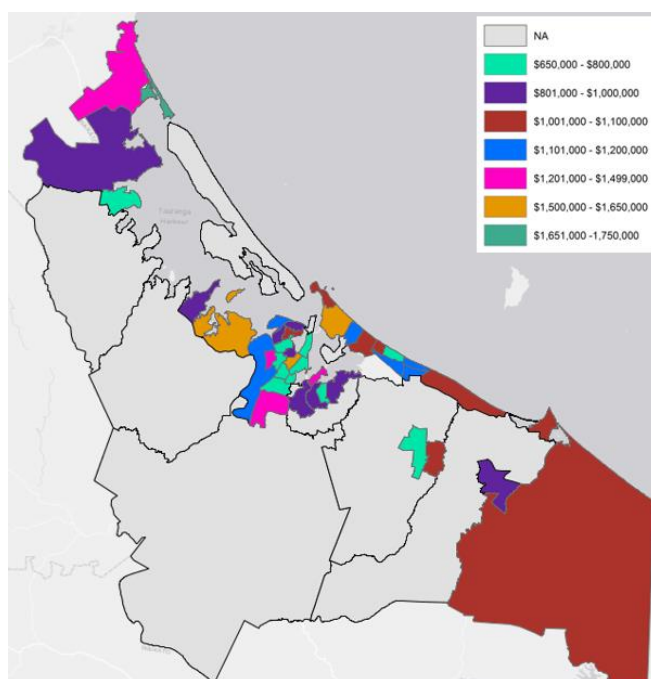 NA
$650,000 - $800,000
$801,000 - $1,000,000
$1,001,000 - $1,100,000
$1,101,000 - $1,200,000
$1,201,000 - $1,499,000
$1,500,000 - $1,650,000
$1,651,000 -1,750,000
Tauranga
Harbour